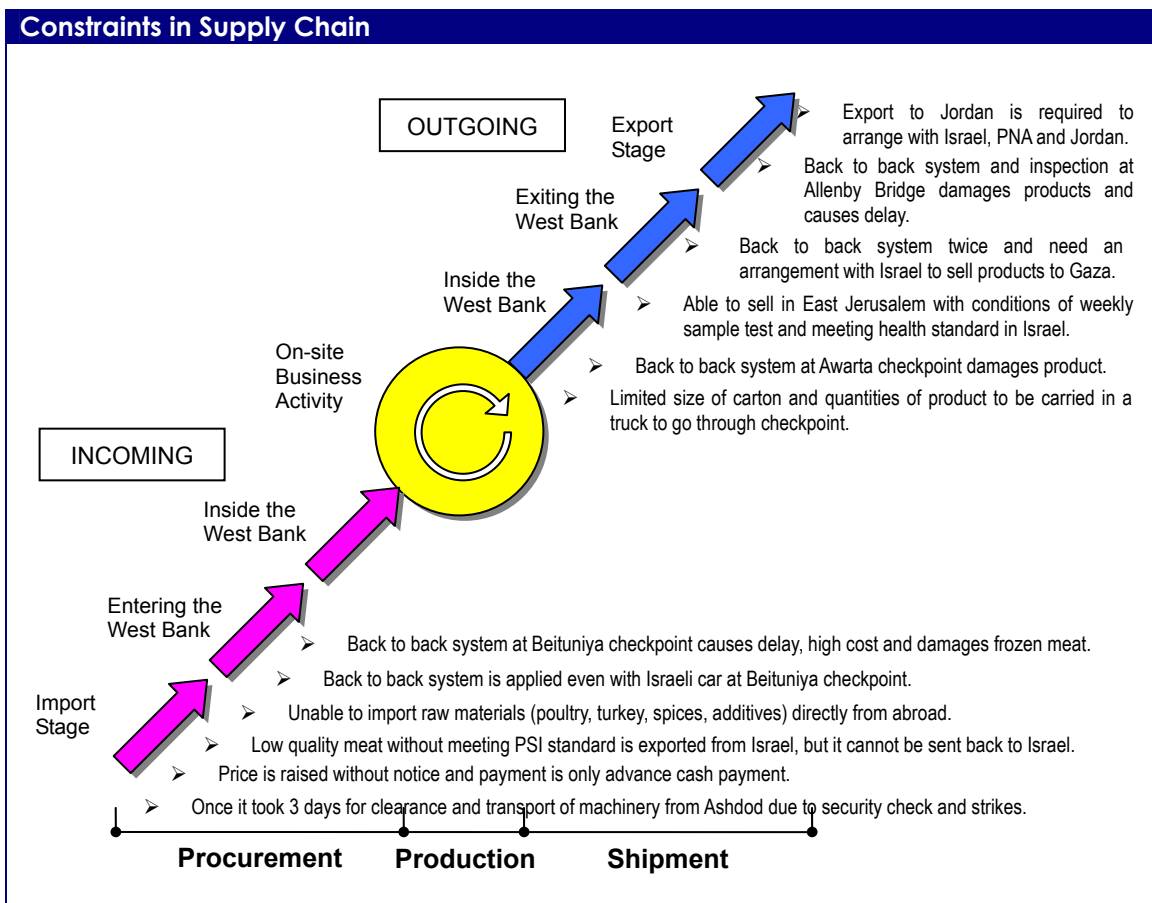 Constraints in Supply Chain
OUTGOING
Export
Stage
Export to Jordan is required to
arrange with Israel, PNA and Jordan.
Back to back system and inspection at
Allenby Bridge damages products and
causes delay.
Exiting the
West Bank
Back to back system twice and need an
arrangement with Israel to sell products to Gaza.
Inside the
West Bank
Able to sell in East Jerusalem with conditions of weekly
sample test and meeting health standard in Israel.
On-site
Business
Activity
Back to back system at Awarta checkpoint damages product.
Limited size of carton and quantities of product to be carried in a
truck to go through checkpoint.
INCOMING
Inside the
West Bank
Entering the
West Bank
Back to back system at Beituniya checkpoint causes delay, high cost and damages frozen meat.
Back to back system is applied even with Israeli car at Beituniya checkpoint.
Import
Stage
Unable to import raw materials (poultry, turkey, spices, additives) directly from abroad.
Low quality meat without meeting PSI standard is exported from Israel, but it cannot be sent back to Israel.
Price is raised without notice and payment is only advance cash payment.
Once it took 3 days for clearance and transport of machinery from Ashdod due to security check and strikes.
Procurement Production Shipment